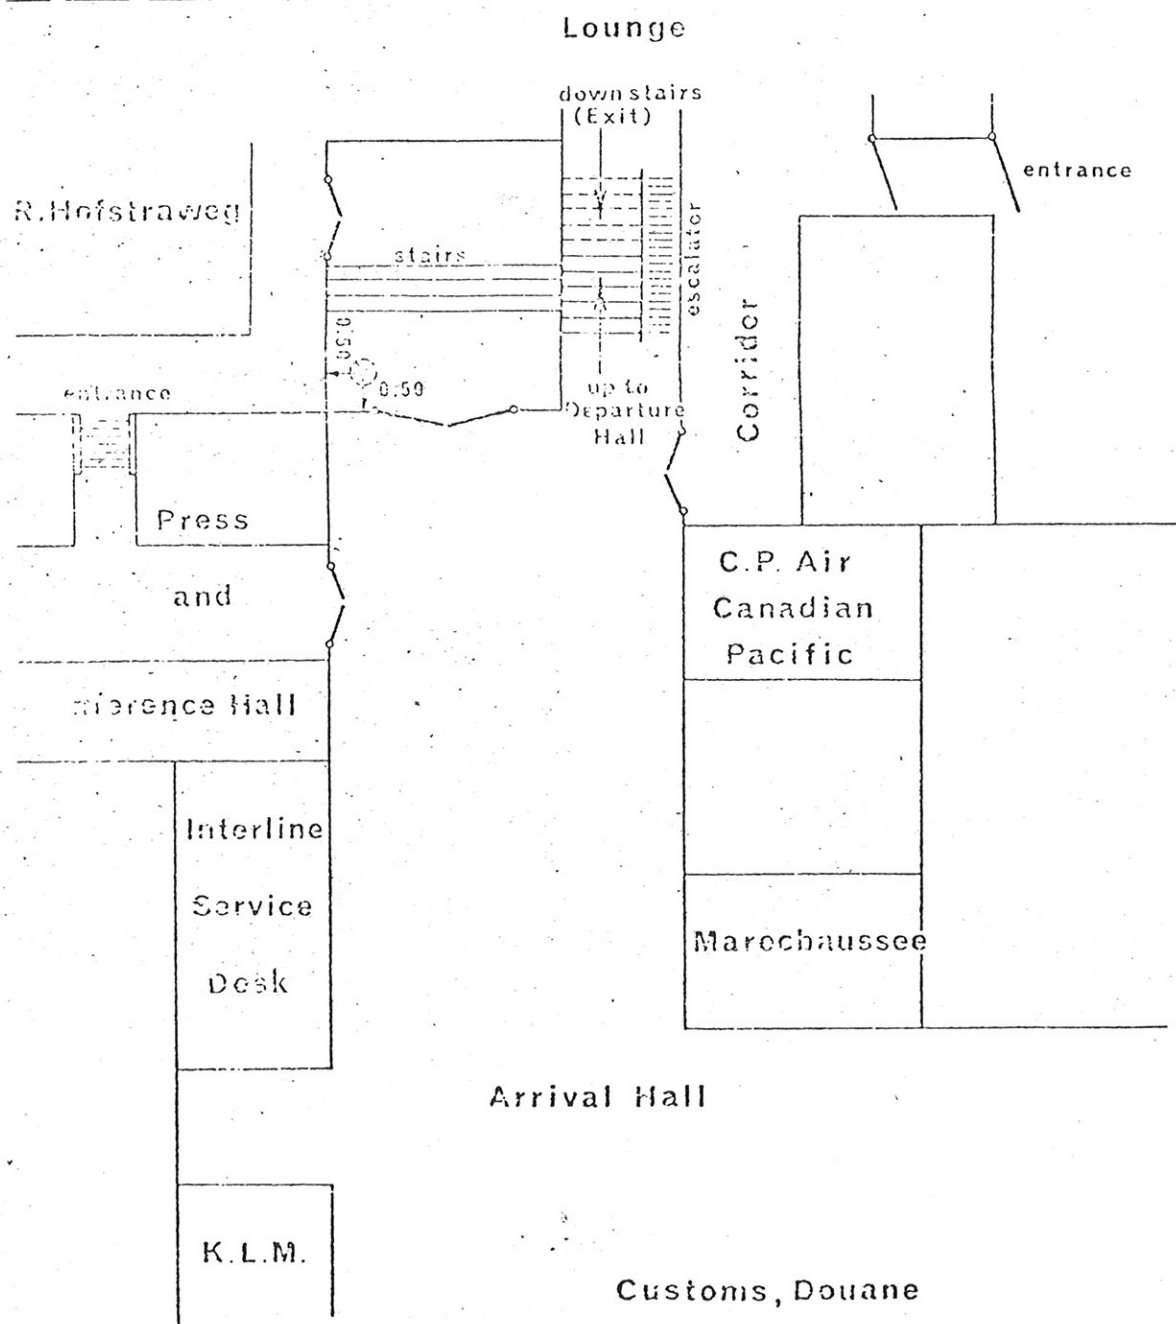 Lounge
down stairs
(Exit)
entrance
R.Hofstraweg
stairs
escalator
Corridor
0.50
0.50
entrance
up to
Departure
Hall
Press
and
C.P. Air
Canadian
Pacific
Hall
Interline
Service
Desk
Marechaussee
Arrival Hall
K.L.M.
Customs, Douane